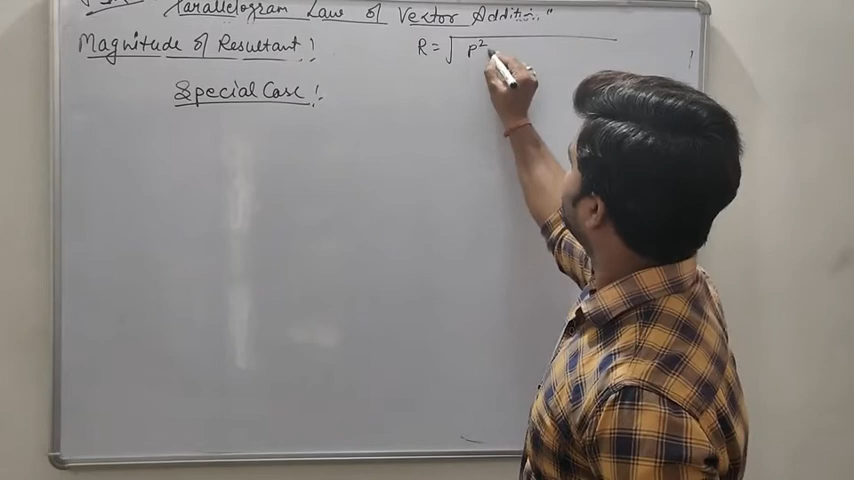 Parallelogram Law of Vector Addition"
Magnitude of Resultant!
R = √ P²
Special Case!